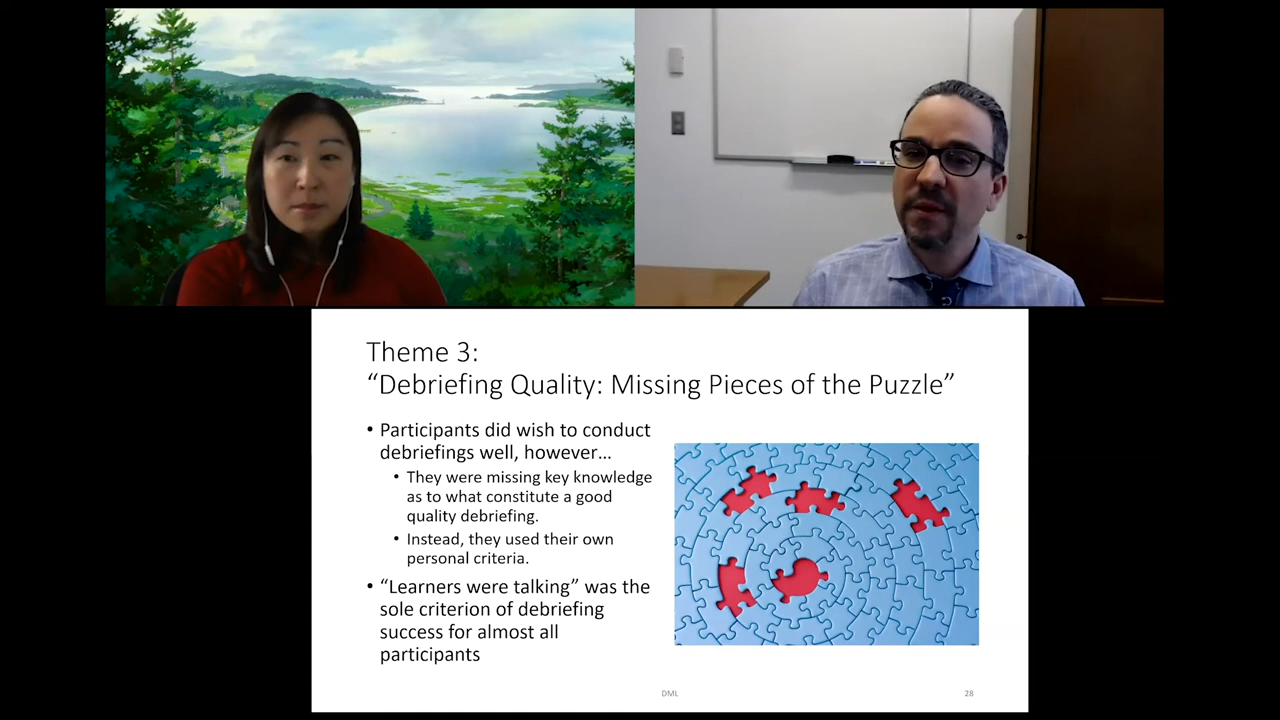 Theme 3:
“Debriefing Quality: Missing Pieces of the Puzzle”
• Participants did wish to conduct
debriefings well, however…
• They were missing key knowledge
as to what constitute a good
quality debriefing.
• Instead, they used their own
personal criteria.
• “Learners were talking” was the
sole criterion of debriefing
success for almost all
participants
DML
28